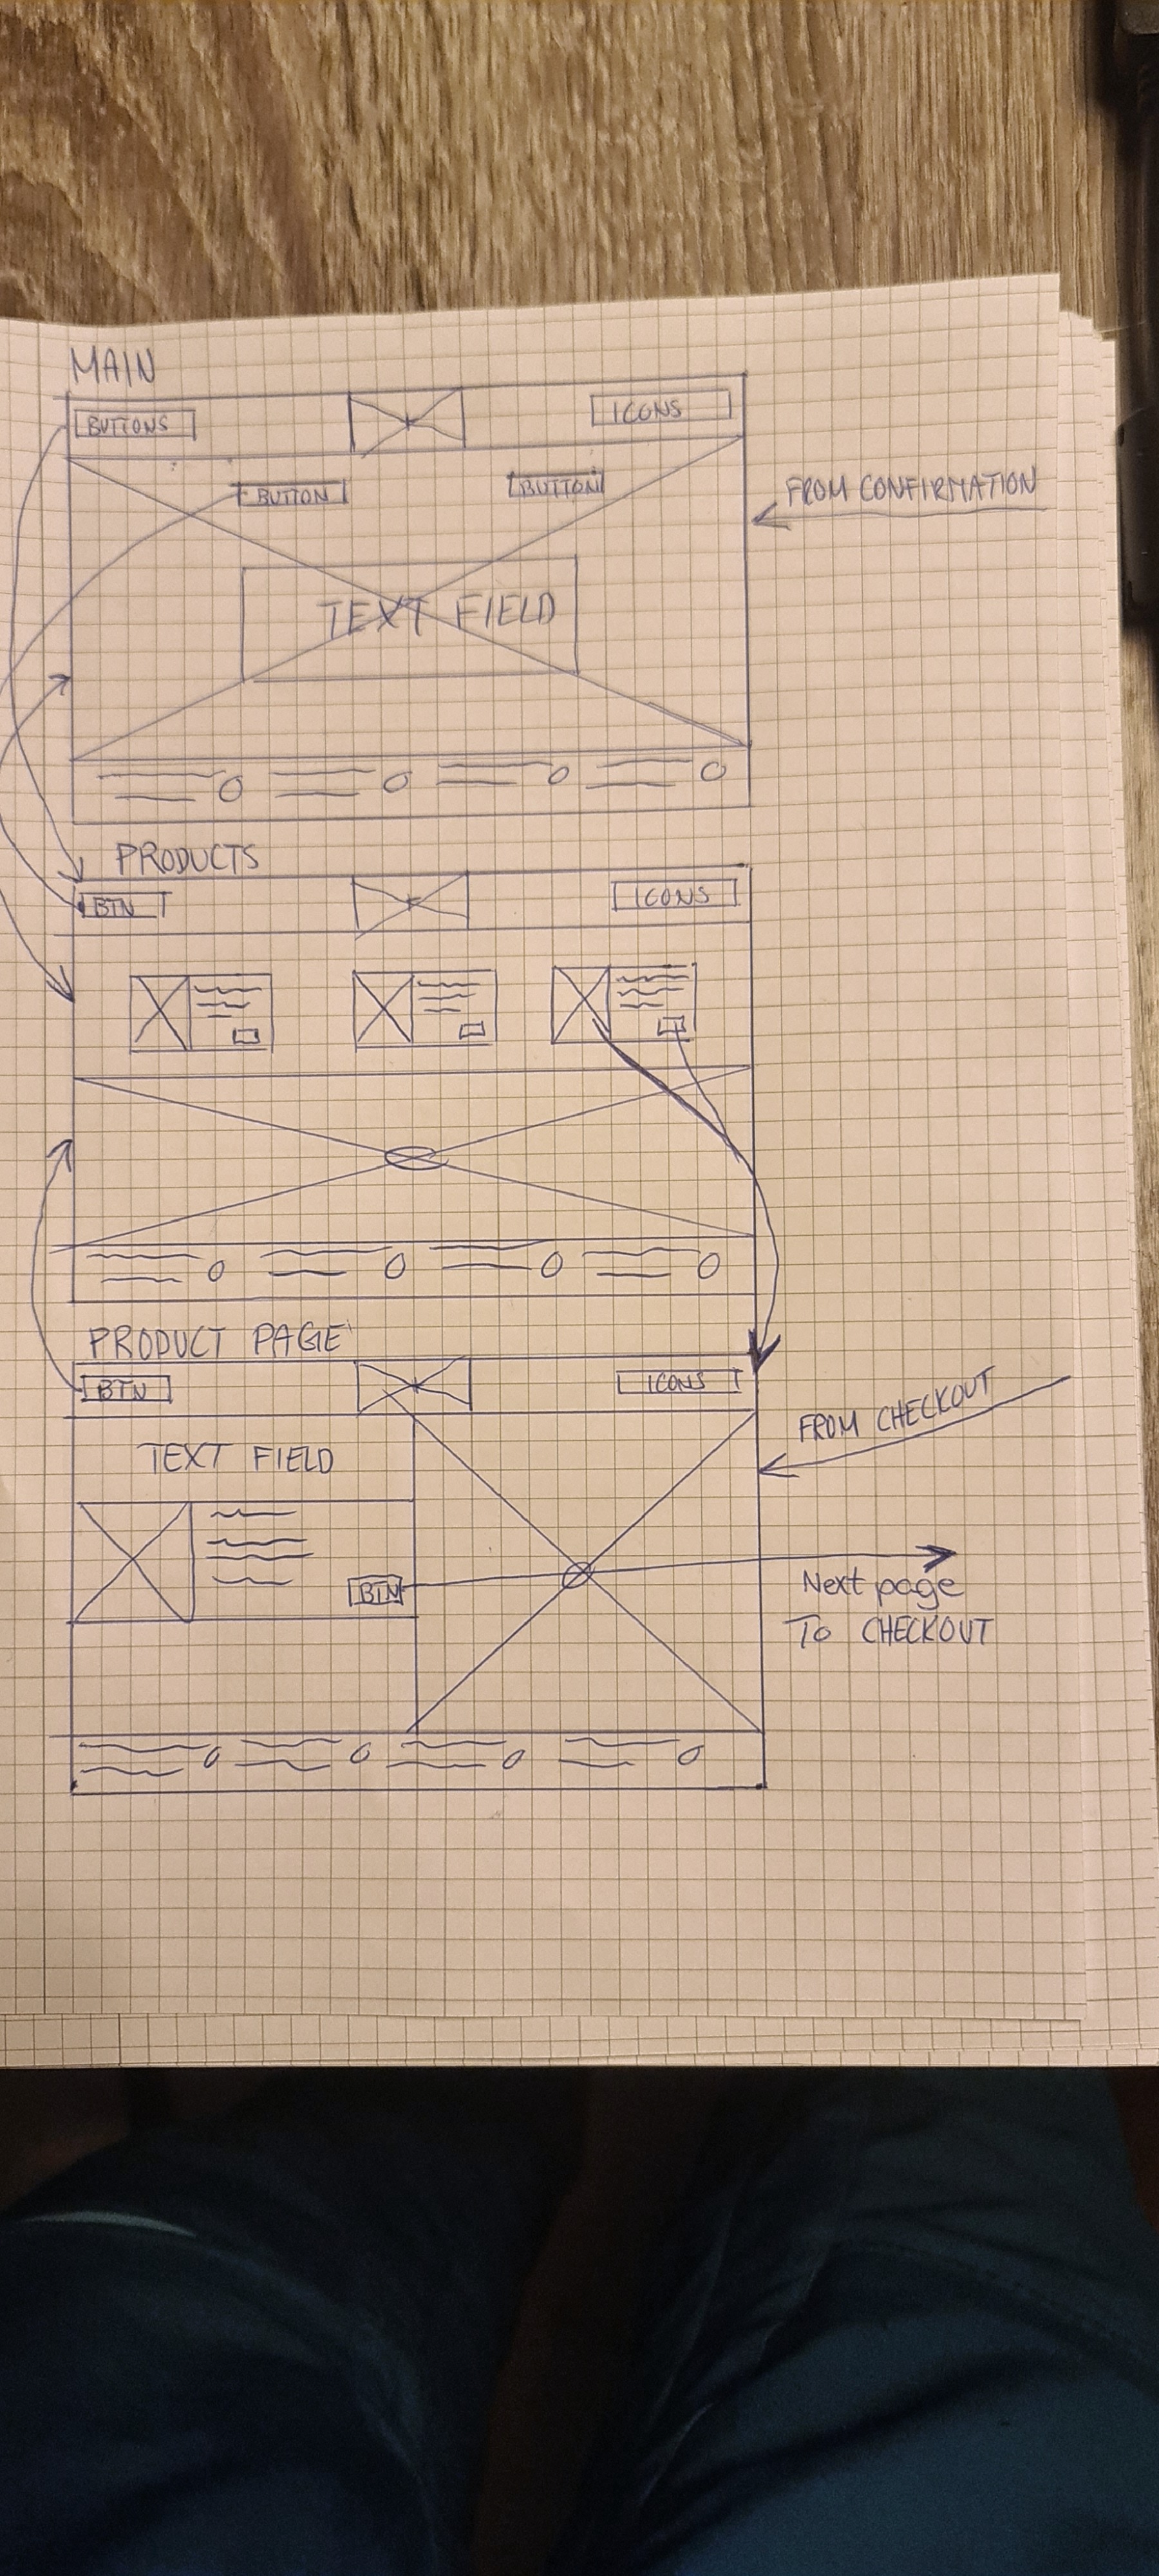 MAIN
BUTTONS
ICONS
BUTTON
BUTTON
FROM CONFIRMATION
TEXT FIELD
PRODUCTS
BTN
ICONS
PRODUCT PAGE
BTN
ICONS
FROM CHECKOUT
TEXT FIELD
BTN
Next page
To CHECKOUT